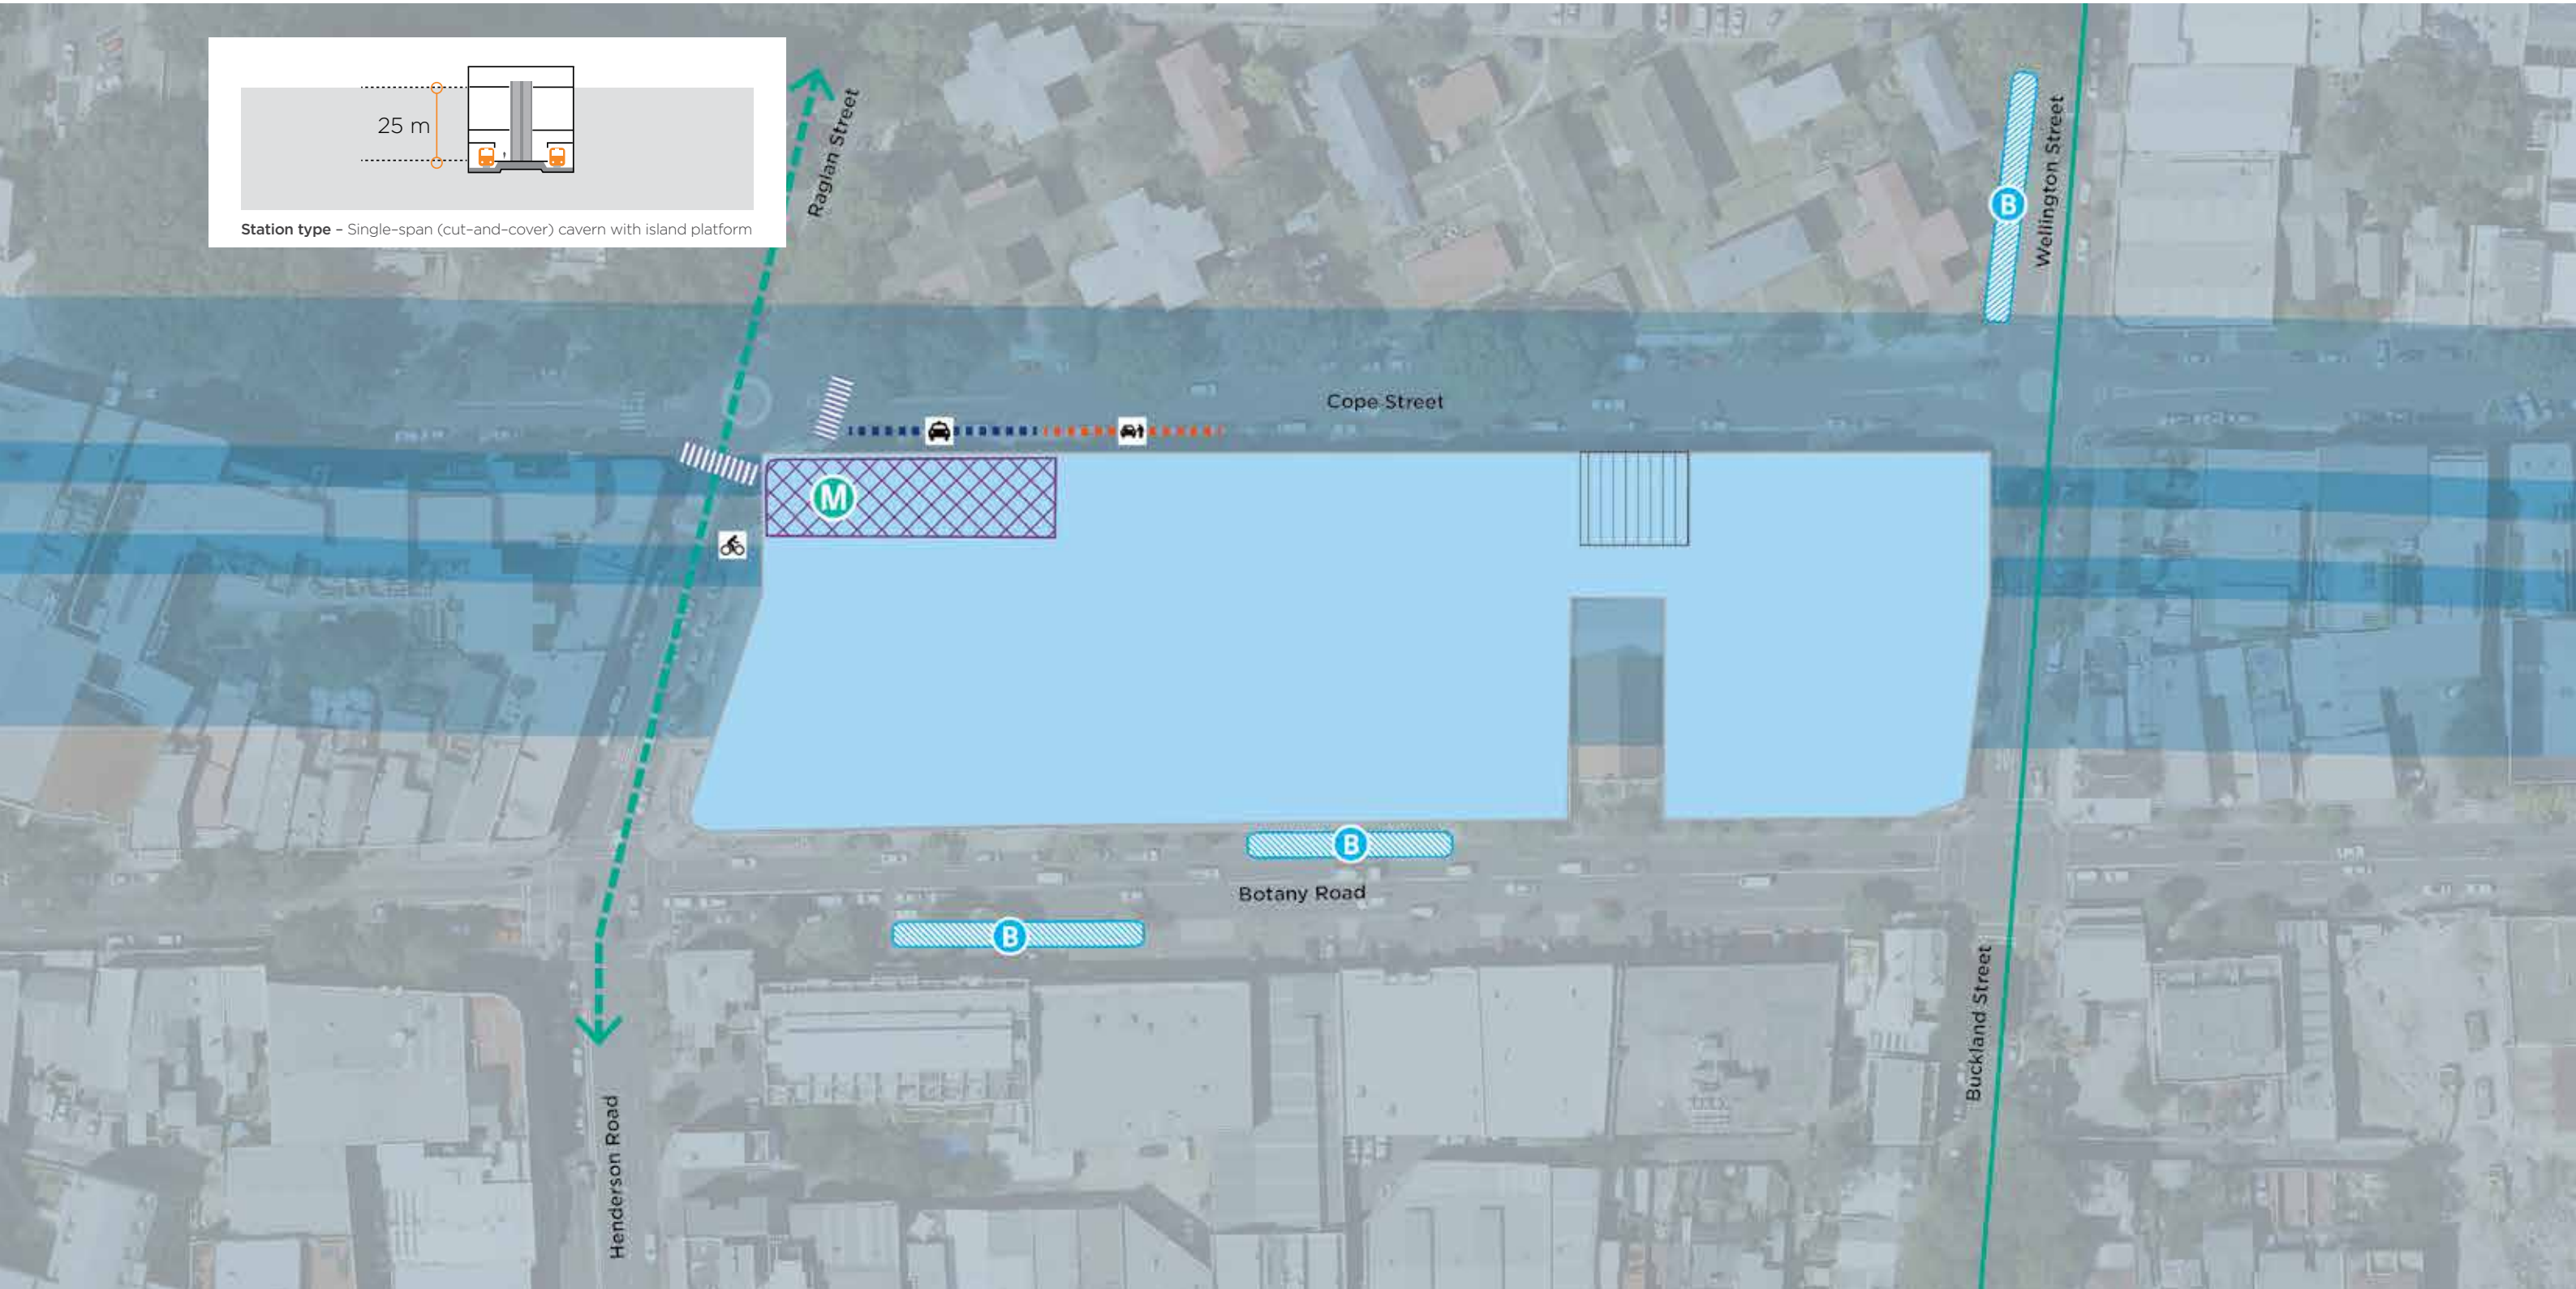 25 m
Station type – Single-span (cut-and-cover) cavern with island platform
Raglan Street
Wellington Street
B
Cope Street
M
B
Botany Road
B
Buckland Street
Henderson Road